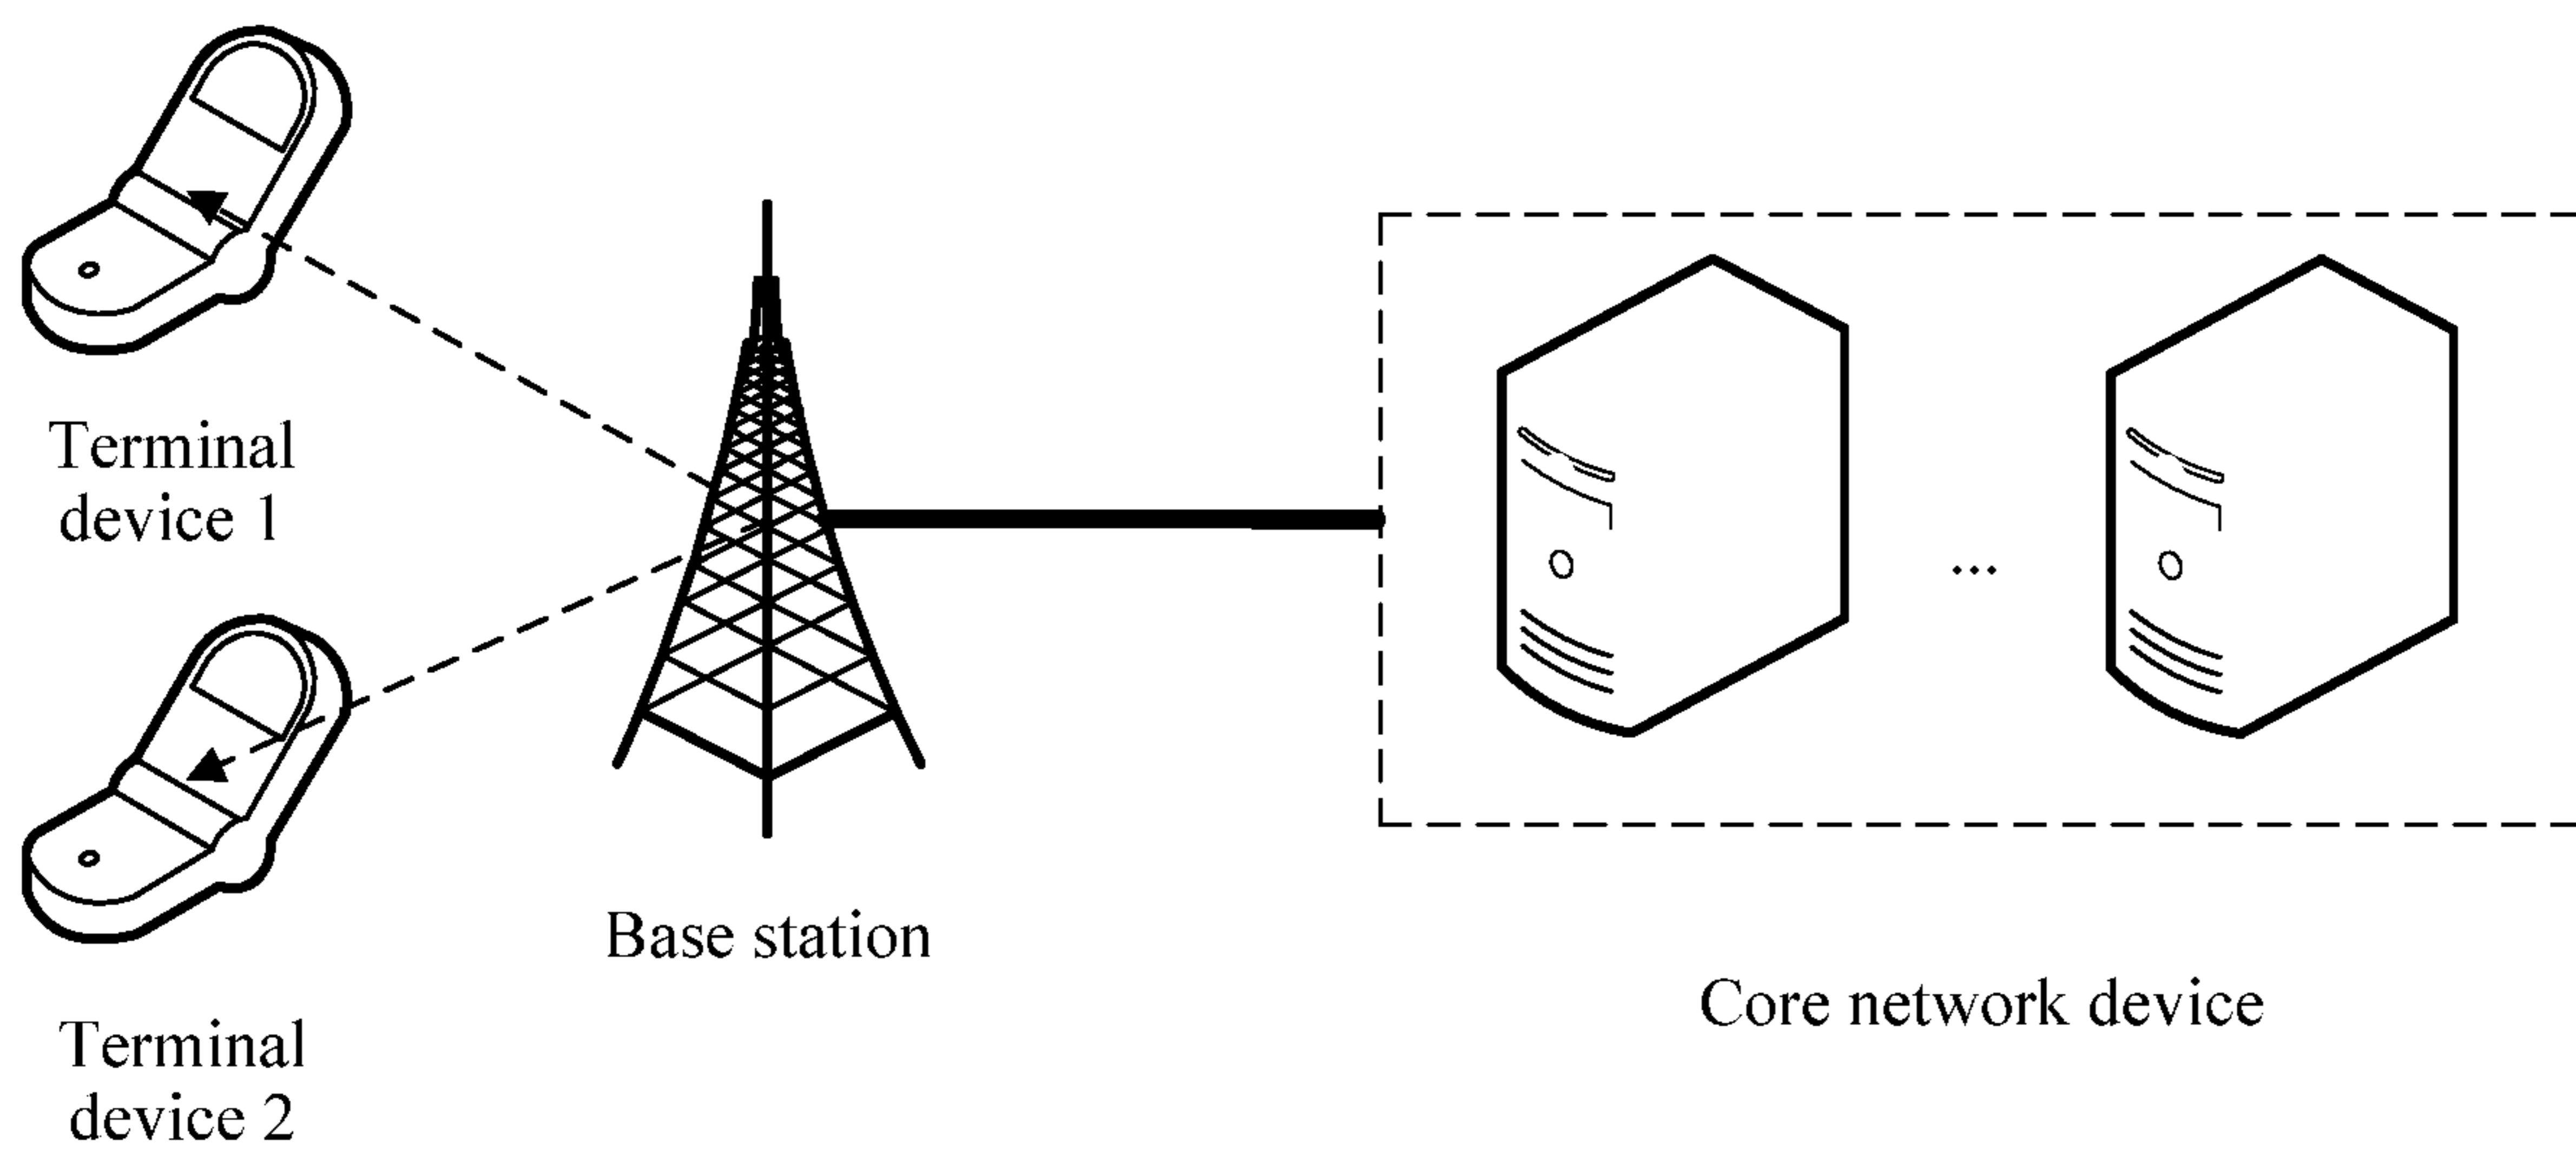 Terminal
device 1
...
Base station
Core network device
Terminal
device 2